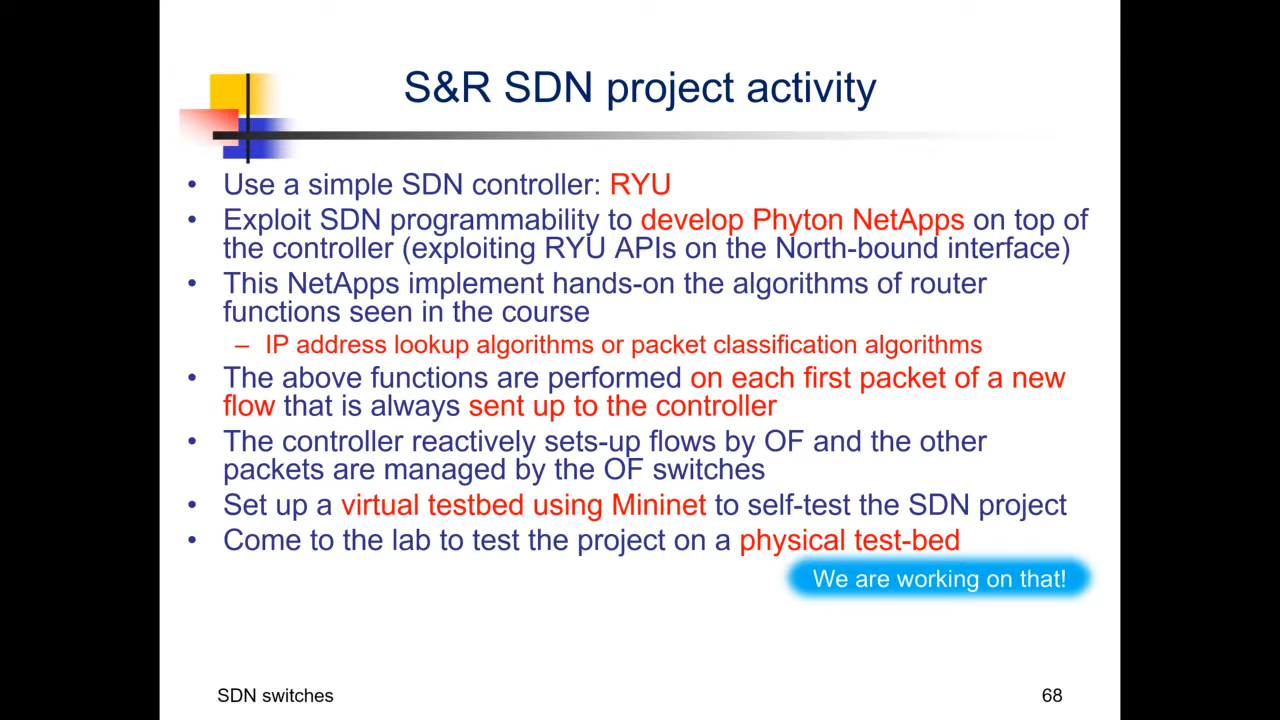 S&R SDN project activity
• Use a simple SDN controller: RYU
• Exploit SDN programmability to develop Phyton NetApps on top of
the controller (exploiting RYU APIs on the North-bound interface)
• This NetApps implement hands-on the algorithms of router
functions seen in the course
– IP address lookup algorithms or packet classification algorithms
• The above functions are performed on each first packet of a new
flow that is always sent up to the controller
• The controller reactively sets-up flows by OF and the other
packets are managed by the OF switches
• Set up a virtual testbed using Mininet to self-test the SDN project
• Come to the lab to test the project on a physical test-bed
We are working on that!
SDN switches
68